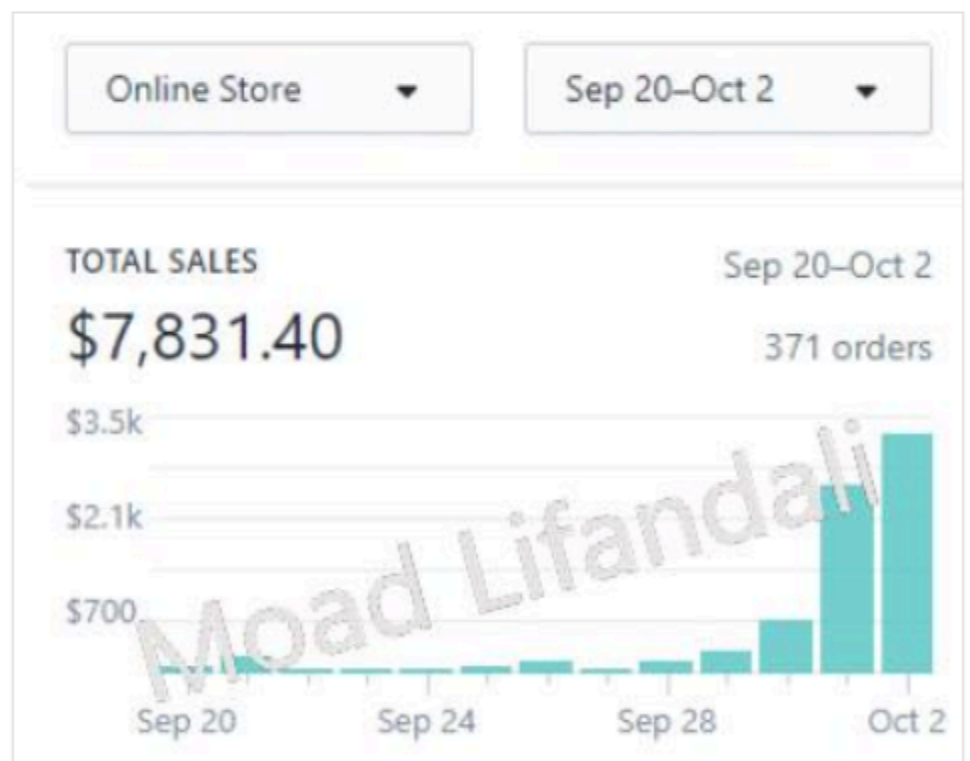 Online Store
Sep 20–Oct 2
TOTAL SALES
Sep 20–Oct 2
$7,831.40
371 orders
$3.5k
$2.1k
$700
Moad Lifandali
Sep 20 Sep 24 Sep 28 Oct 2